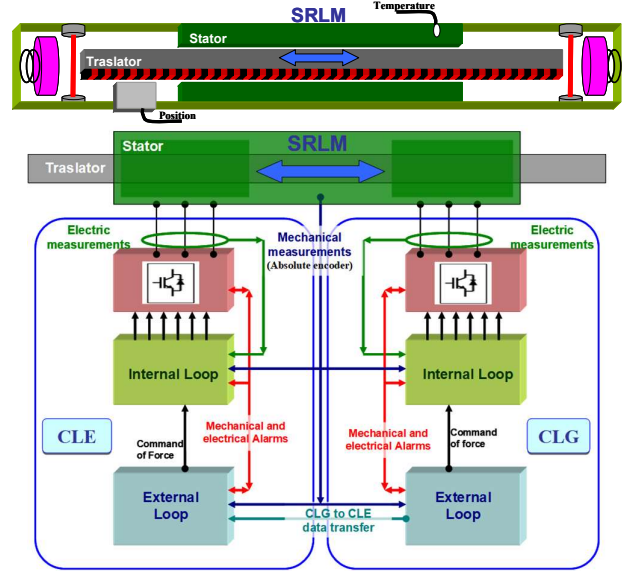 SRLM
Temperature
Stator
Traslator
Position
SRLM
Stator
Traslator
Electric
measurements
Mechanical
measurements
(Absolute encoder)
Electric
measurements
Internal Loop
Internal Loop
CLE
Mechanical and
electrical Alarms
Mechanical and
electrical Alarms
CLG
Command
of Force
Command
of force
External
Loop
External
Loop
CLG to CLE
data transfer